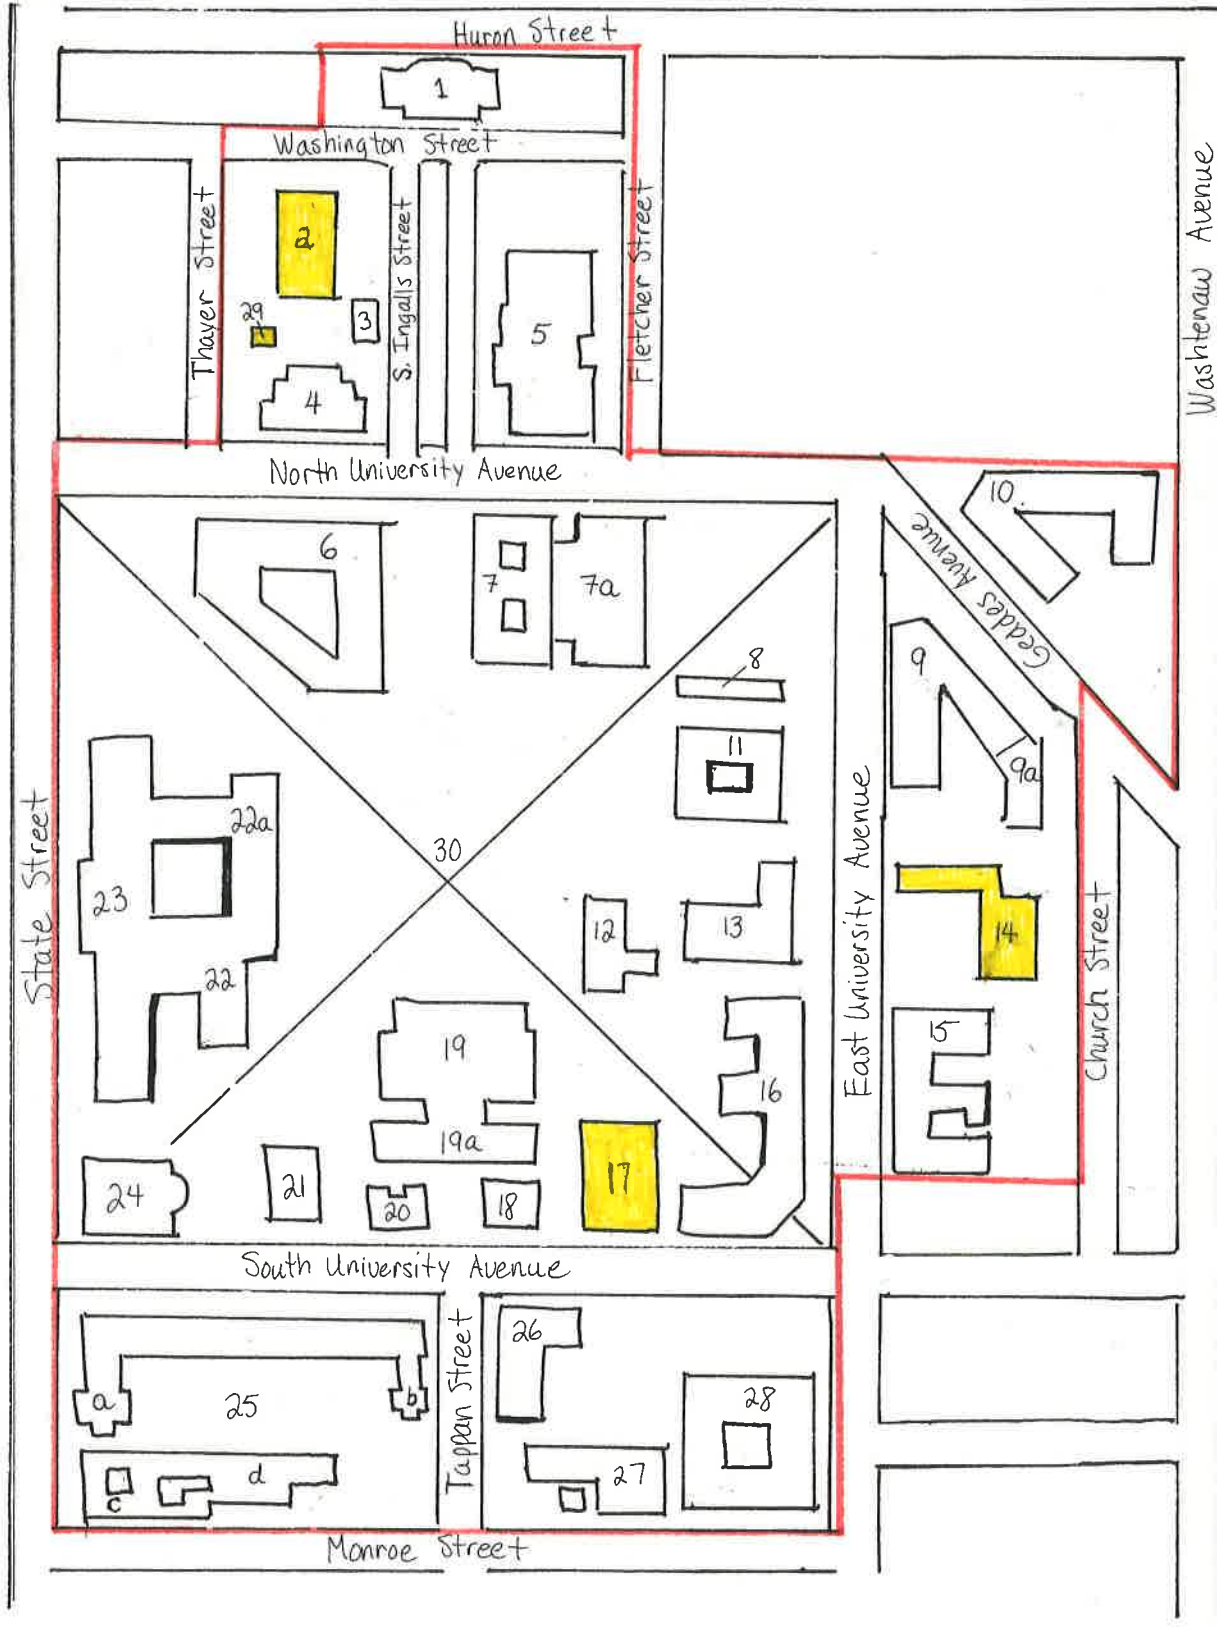 Huron Street
1
Washington Street
Thayer Street
2
29
3
S. Ingalls Street
4
5
Fletcher Street
Washtenaw Avenue
North University Avenue
10.
Geddes Avenue
6
7
7a
8
9
9a
11
State Street
22a
23
22
30
12
13
East University Avenue
14
Church Street
15
16
19
19a
17
24
21
20
18
South University Avenue
a
25
b
c
d
Tappan Street
26
28
27
Monroe Street